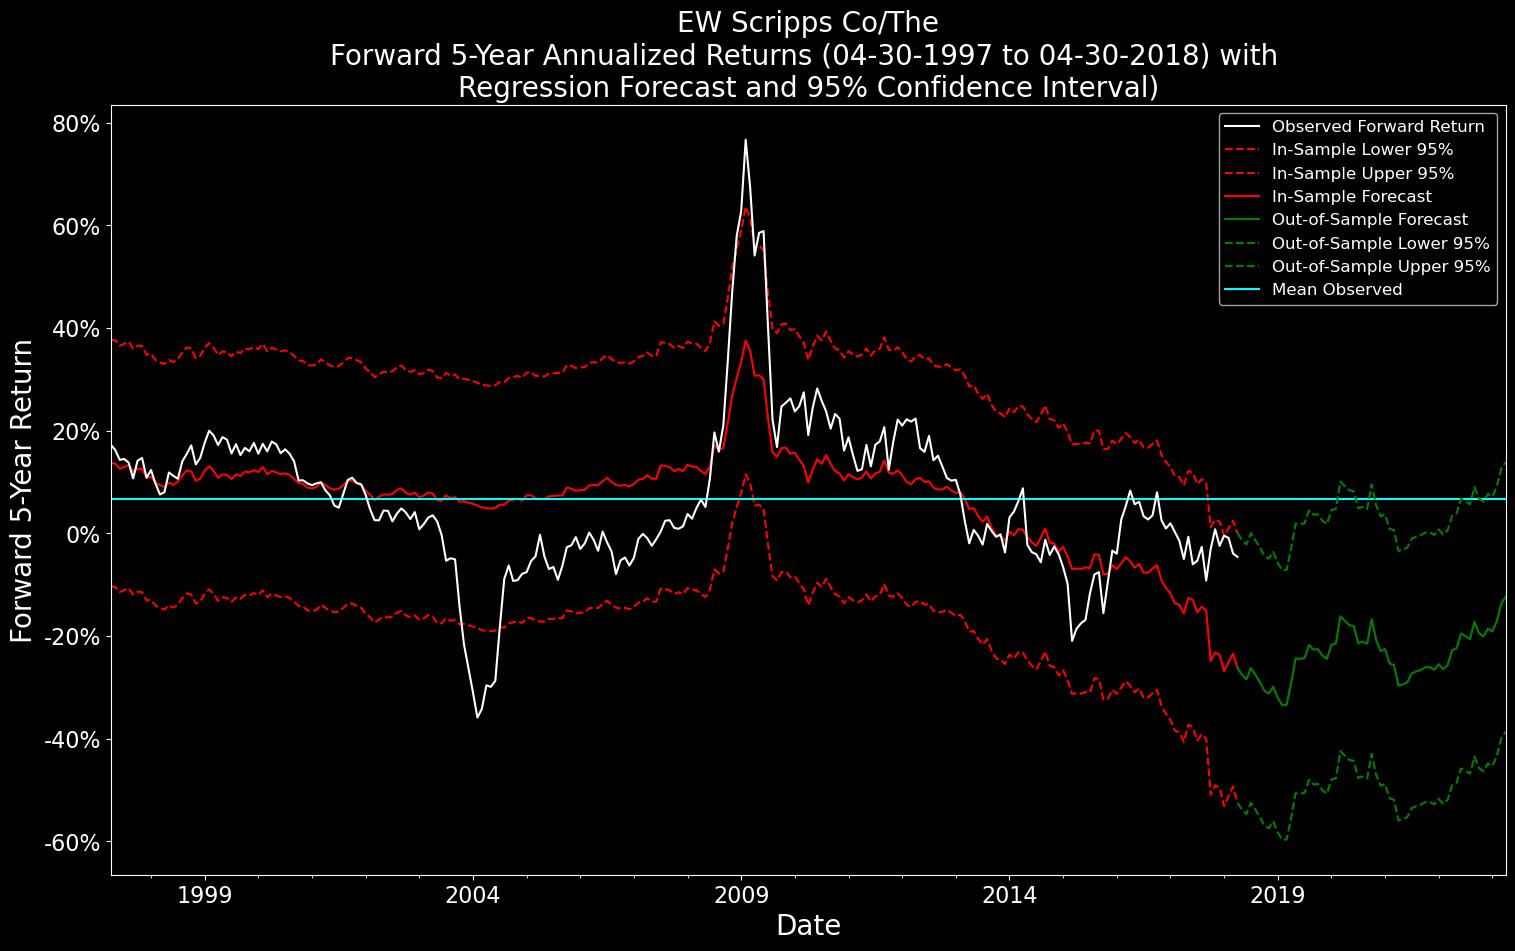 EW Scripps Co/The
Forward 5-Year Annualized Returns (04-30-1997 to 04-30-2018) with
Regression Forecast and 95% Confidence Interval)
Observed Forward Return
In-Sample Lower 95%
In-Sample Upper 95%
In-Sample Forecast
Out-of-Sample Forecast
Out-of-Sample Lower 95%
Out-of-Sample Upper 95%
Mean Observed
Forward 5-Year Return
80%
60%
40%
20%
0%
-20%
-40%
-60%
1999
2004
2009
2014
2019
Date